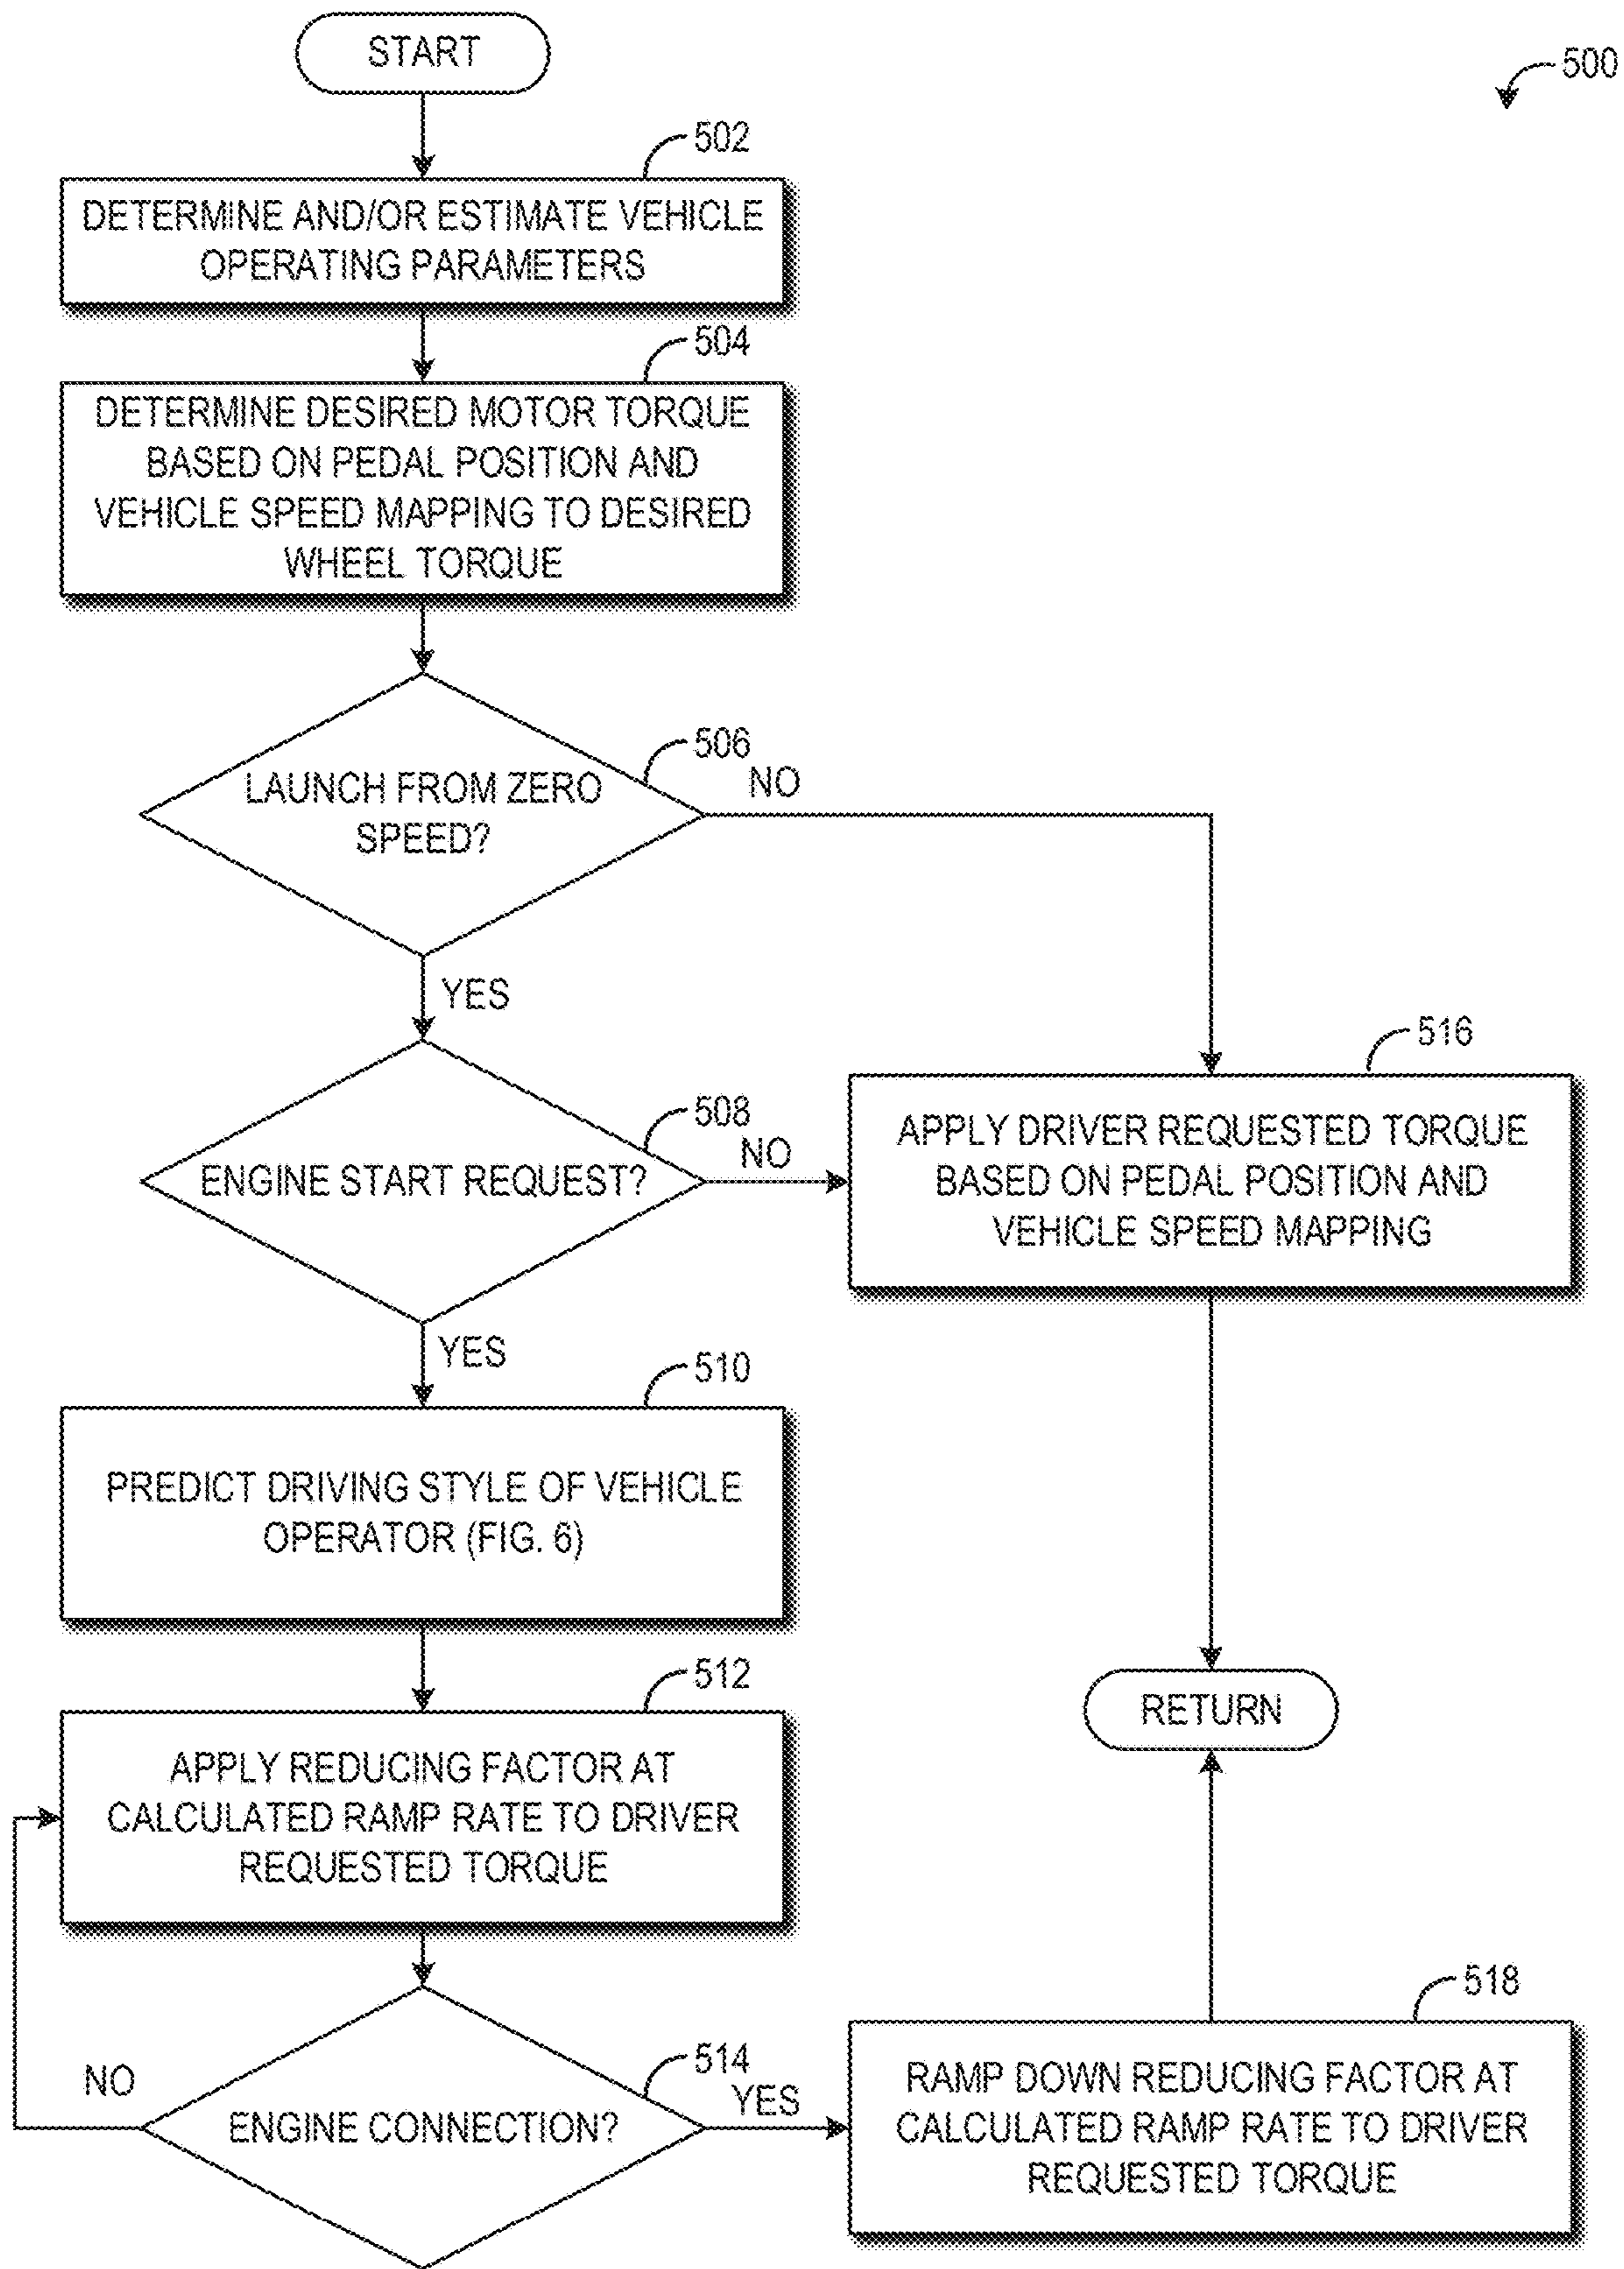 START
500
502
DETERMINE AND/OR ESTIMATE VEHICLE
OPERATING PARAMETERS
504
DETERMINE DESIRED MOTOR TORQUE
BASED ON PEDAL POSITION AND
VEHICLE SPEED MAPPING TO DESIRED
WHEEL TORQUE
506
LAUNCH FROM ZERO
SPEED?
NO
YES
508
ENGINE START REQUEST?
NO
516
APPLY DRIVER REQUESTED TORQUE
BASED ON PEDAL POSITION AND
VEHICLE SPEED MAPPING
YES
510
PREDICT DRIVING STYLE OF VEHICLE
OPERATOR (FIG. 6)
512
APPLY REDUCING FACTOR AT
CALCULATED RAMP RATE TO DRIVER
REQUESTED TORQUE
RETURN
514
ENGINE CONNECTION?
NO
YES
518
RAMP DOWN REDUCING FACTOR AT
CALCULATED RAMP RATE TO DRIVER
REQUESTED TORQUE